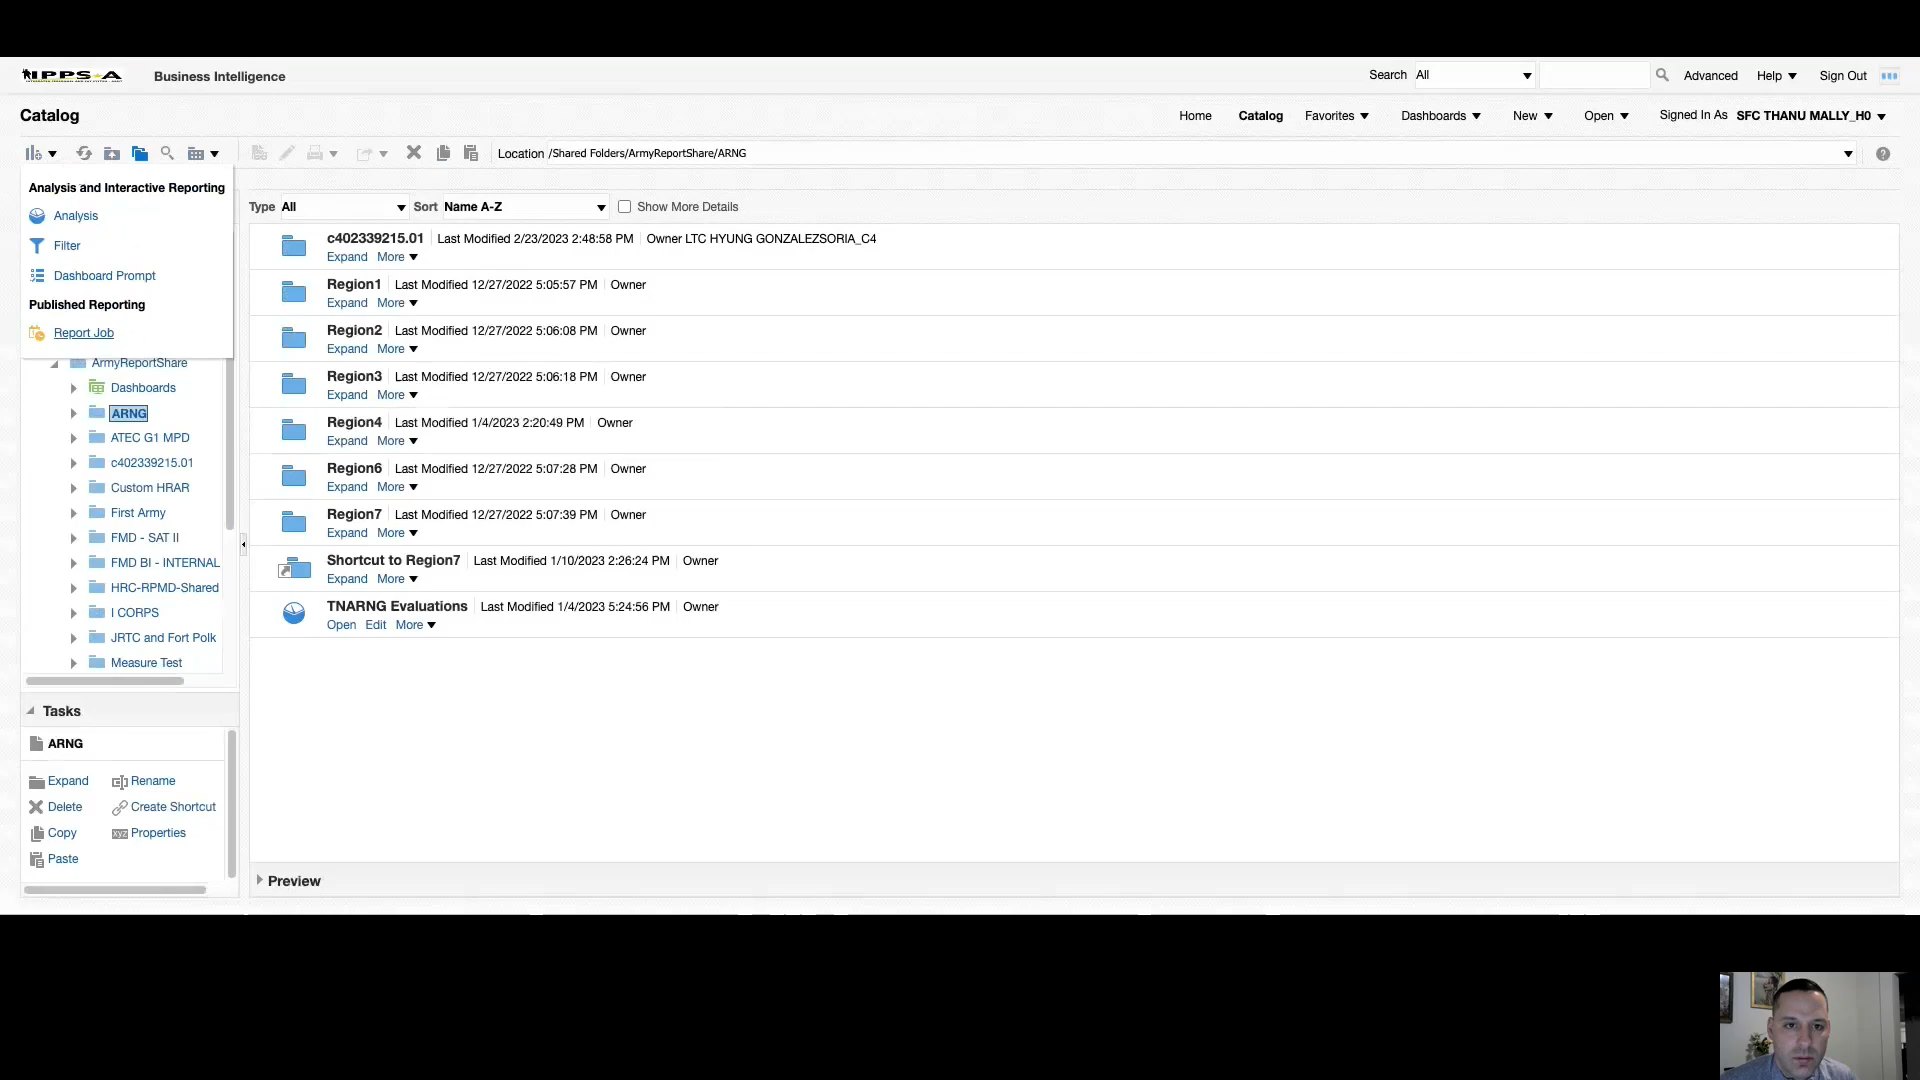 IPPS-A
Business Intelligence
Search All
Advanced Help Sign Out
Catalog
Home Catalog Favorites Dashboards New Open Signed In As SFC THANU MALLY_H0
Location /Shared Folders/ArmyReportShare/ARNG
Analysis and Interactive Reporting
Analysis
Filter
Dashboard Prompt
Published Reporting
Report Job
ArmyReportShare
Dashboards
ARNG
ATEC G1 MPD
c402339215.01
Custom HRAR
First Army
FMD - SAT II
FMD BI - INTERNAL
HRC-RPMD-Shared
I CORPS
JRTC and Fort Polk
Measure Test
Tasks
ARNG
Expand Rename
Delete Create Shortcut
Copy xyz Properties
Paste
Type All Sort Name A-Z Show More Details
c402339215.01 Last Modified 2/23/2023 2:48:58 PM Owner LTC HYUNG GONZALEZSORIA_C4
Expand More
Region1 Last Modified 12/27/2022 5:05:57 PM Owner
Expand More
Region2 Last Modified 12/27/2022 5:06:08 PM Owner
Expand More
Region3 Last Modified 12/27/2022 5:06:18 PM Owner
Expand More
Region4 Last Modified 1/4/2023 2:20:49 PM Owner
Expand More
Region6 Last Modified 12/27/2022 5:07:28 PM Owner
Expand More
Region7 Last Modified 12/27/2022 5:07:39 PM Owner
Expand More
Shortcut to Region7 Last Modified 1/10/2023 2:26:24 PM Owner
Expand More
TNARNG Evaluations Last Modified 1/4/2023 5:24:56 PM Owner
Open Edit More
Preview